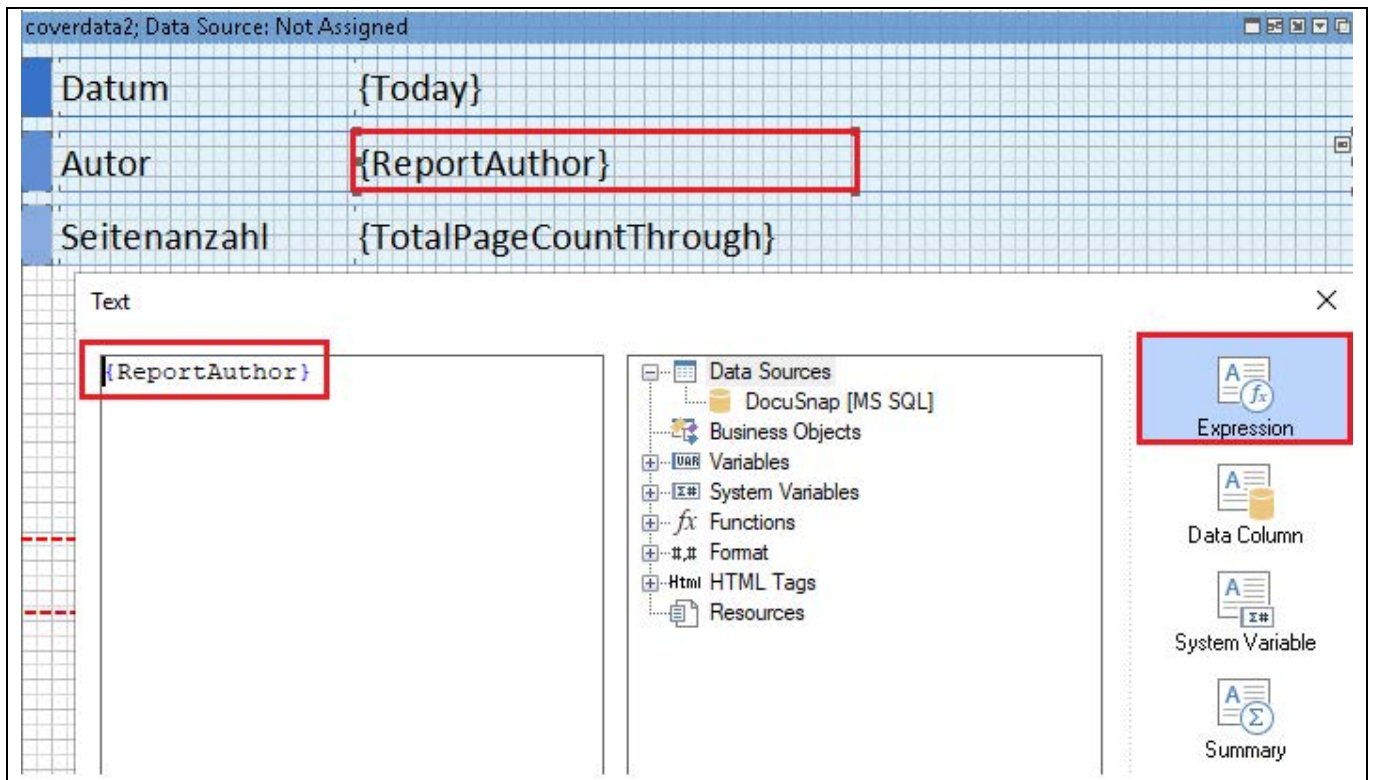 coverdata2; Data Source: Not Assigned
Datum {Today}
Autor {ReportAuthor}
Seitenanzahl {TotalPageCountThrough}
Text
{ReportAuthor}
Data Sources
DocuSnap [MS SQL]
Business Objects
Variables
System Variables
Functions
Format
HTML Tags
Resources
Expression
Data Column
System Variable
Summary